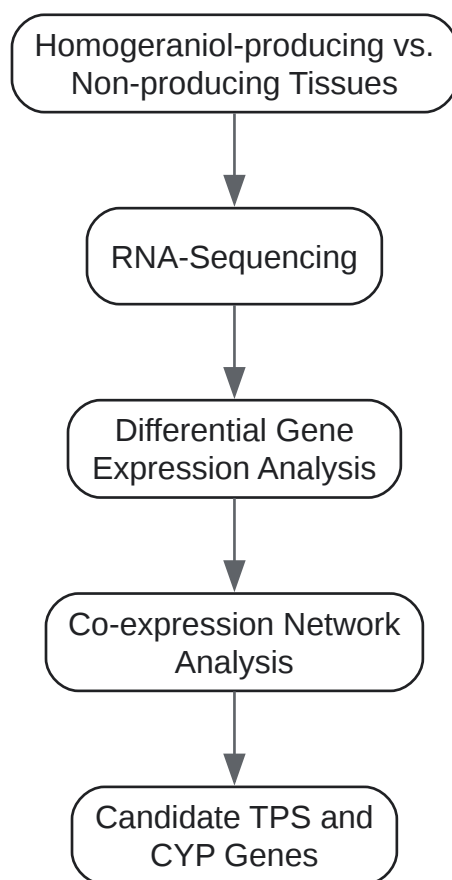 Homogeraniol-producing vs.
Non-producing Tissues
RNA-Sequencing
Differential Gene
Expression Analysis
Co-expression Network
Analysis
Candidate TPS and
CYP Genes